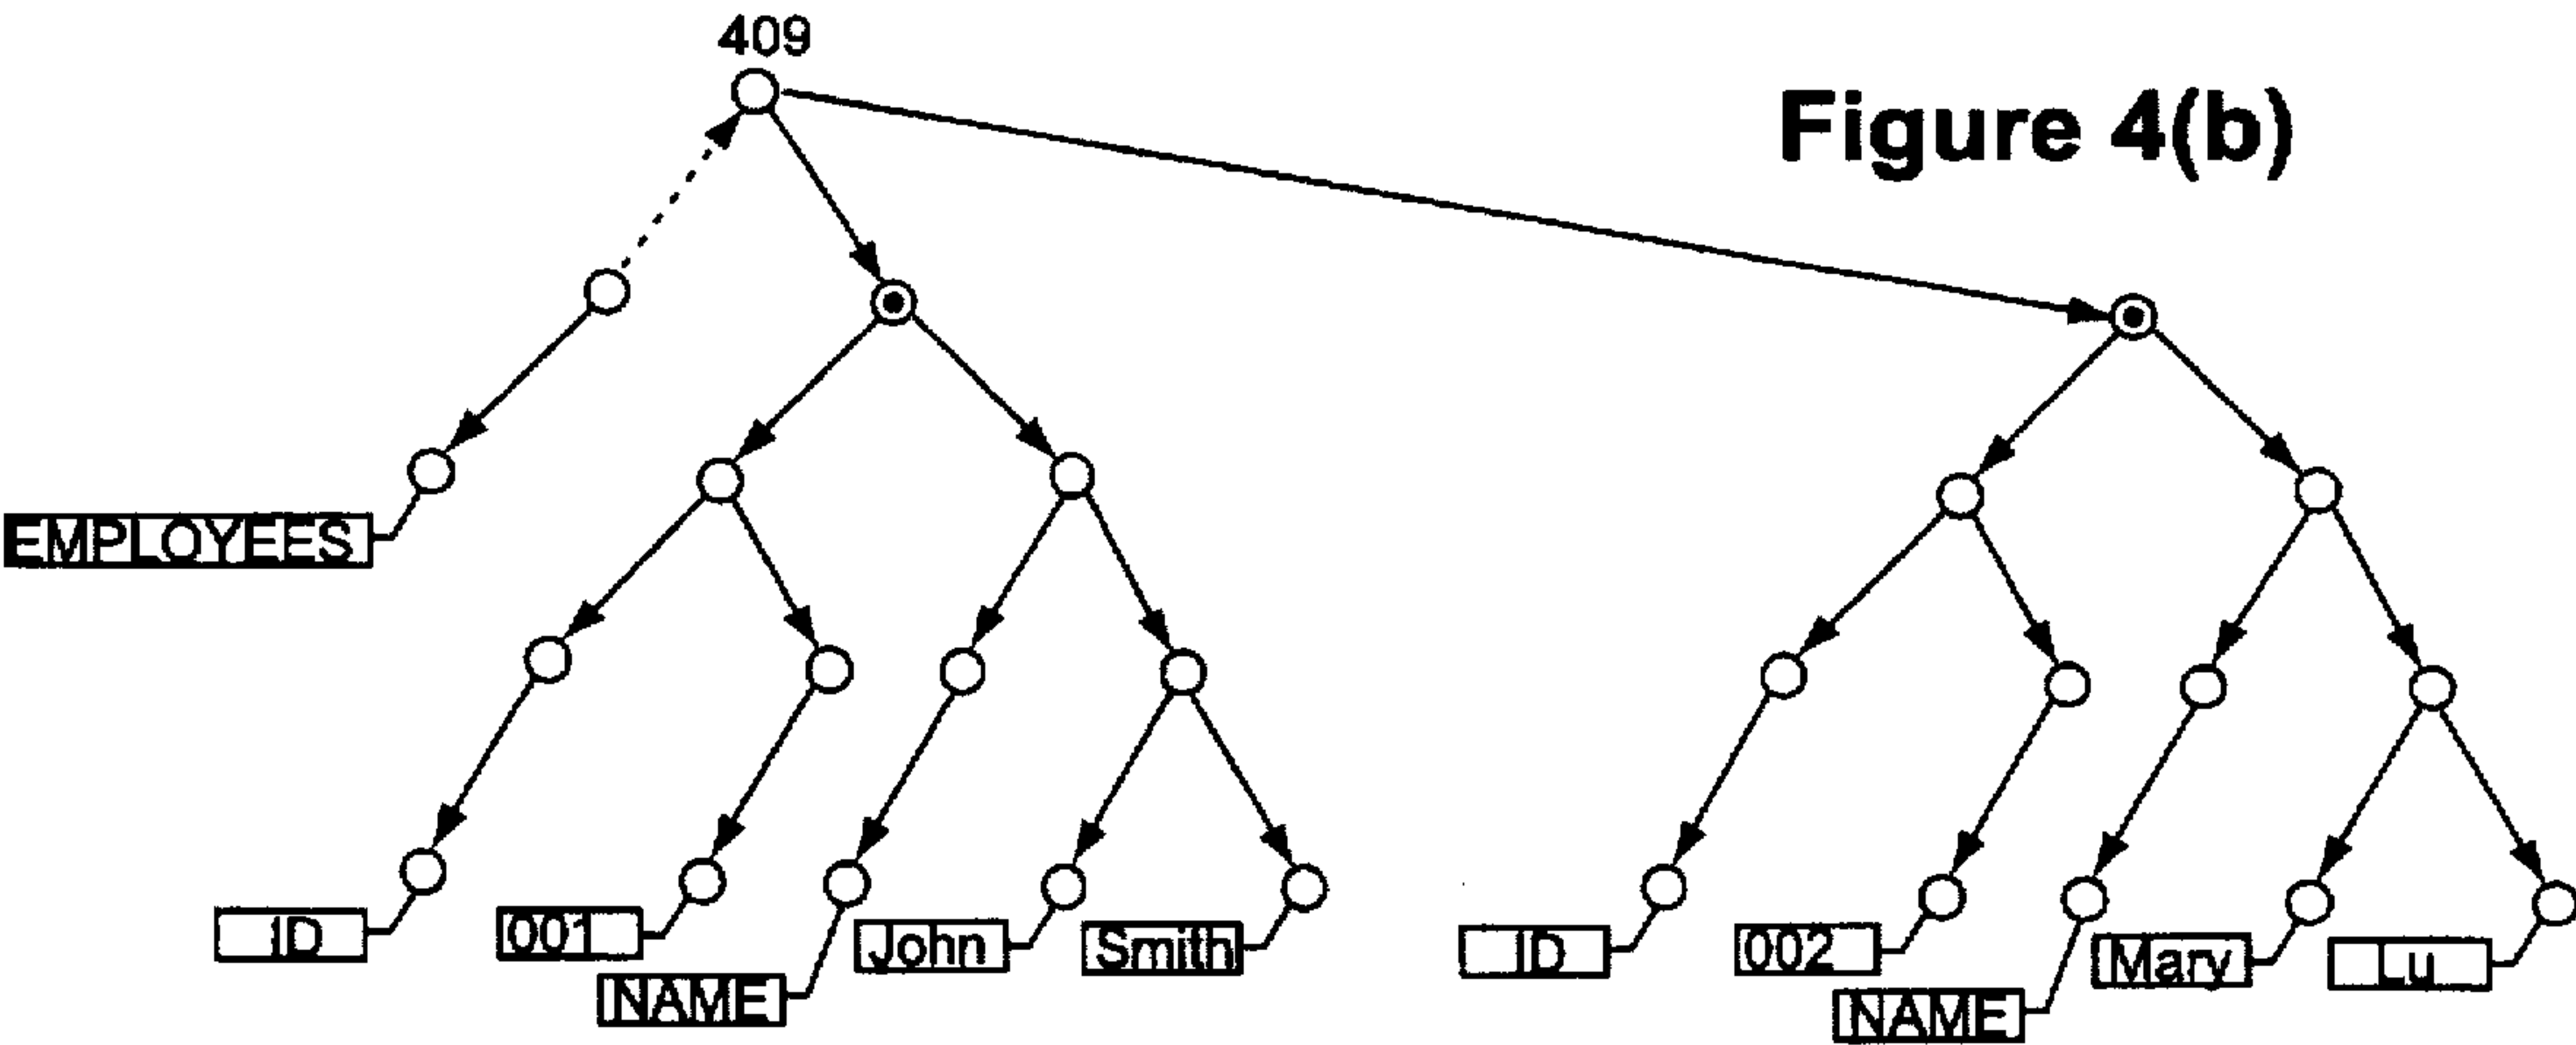 409
Figure 4(b)
EMPLOYEES
ID
001
NAME
John
Smith
ID
002
NAME
Mary
Lu